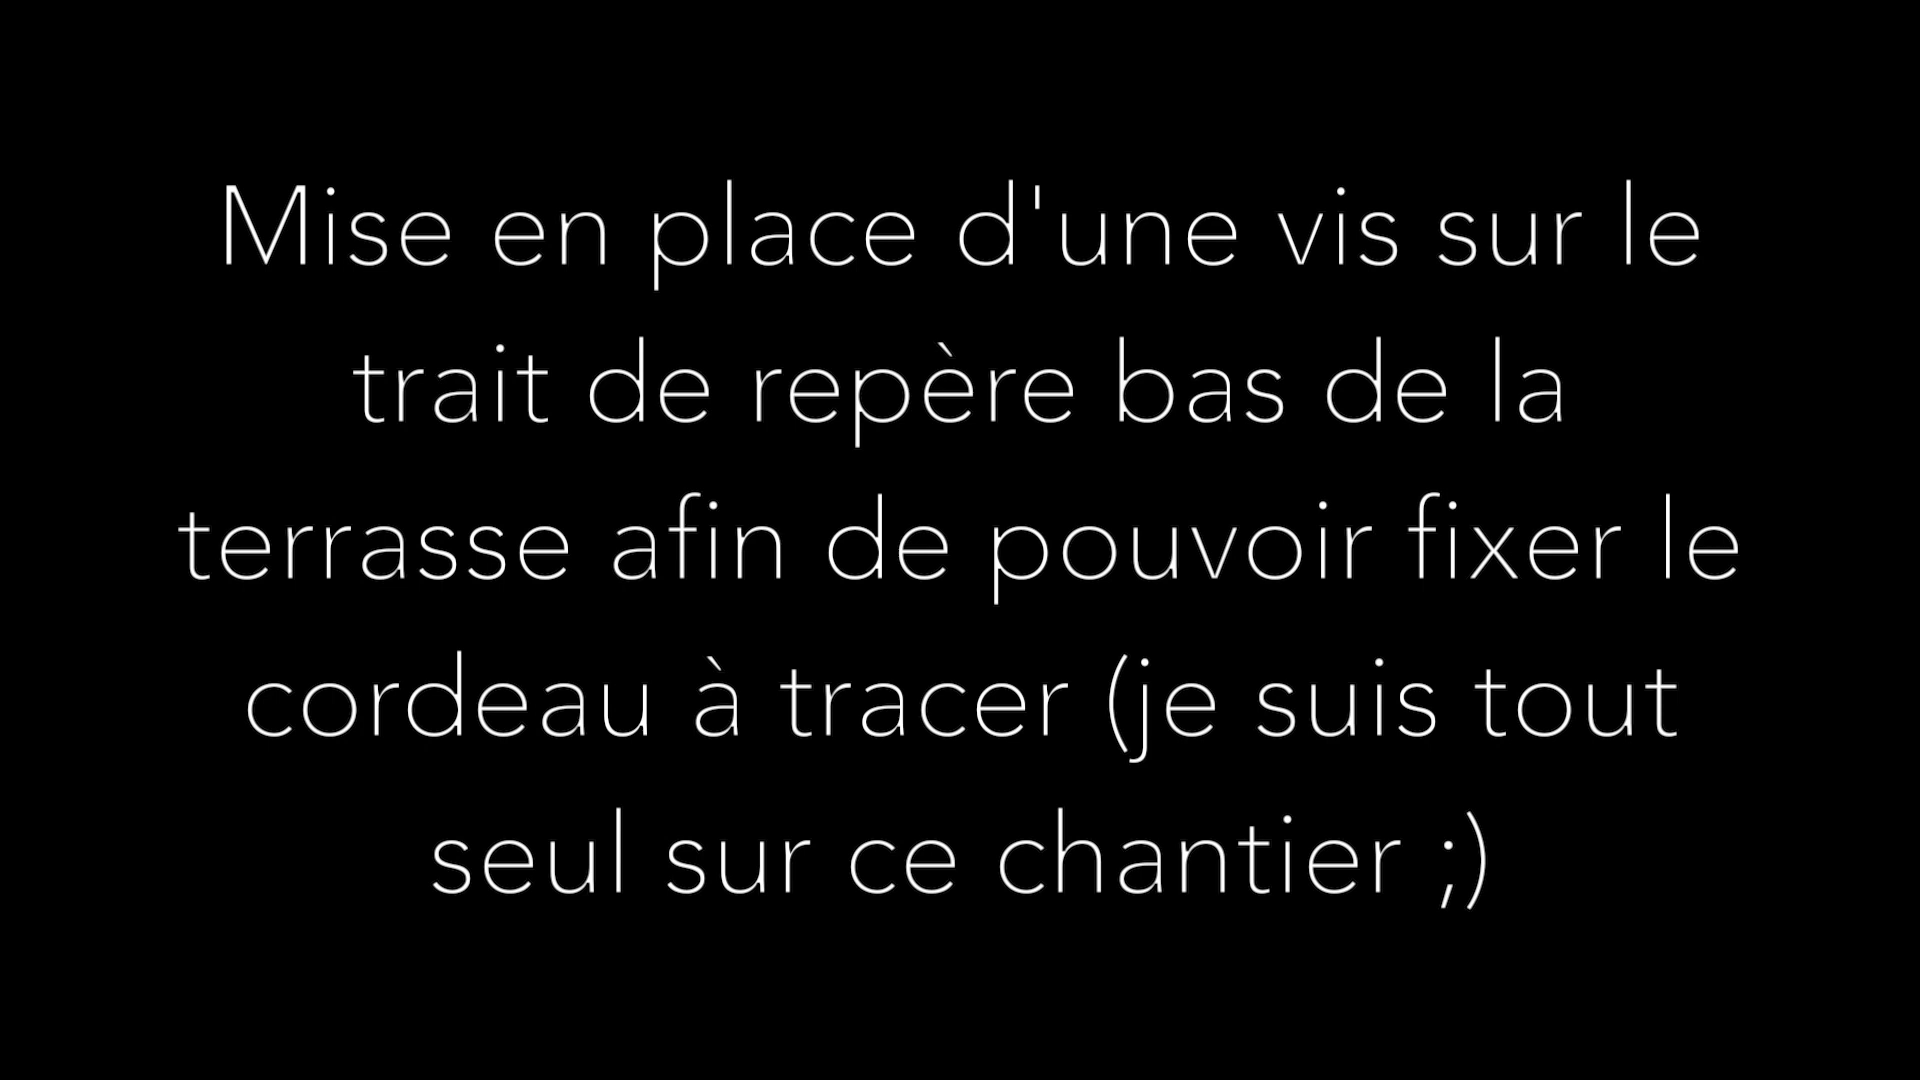 Mise en place d'une vis sur le
trait de repère bas de la
terrasse afin de pouvoir fixer le
cordeau à tracer (je suis tout
seul sur ce chantier ;)